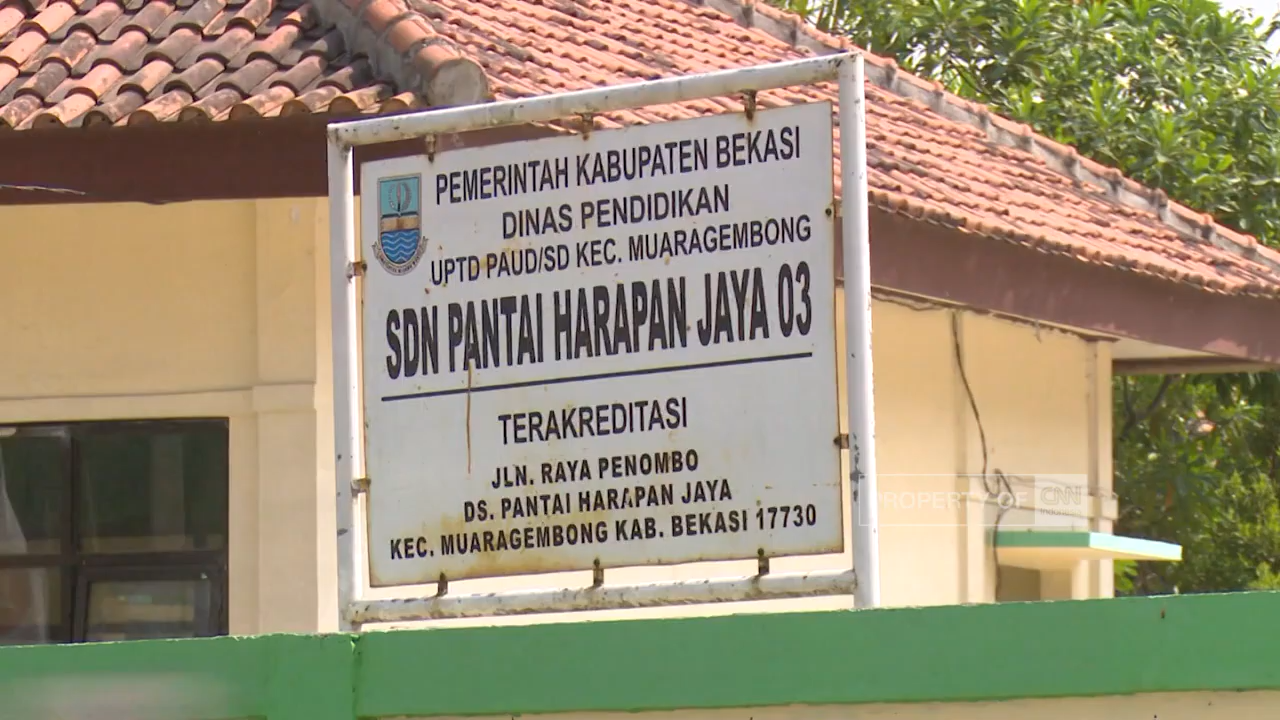 PEMERINTAH KABUPATEN BEKASI
DINAS PENDIDIKAN
UPTD PAUD/SD KEC. MUARAGEMBONG
SDN PANTAI HARAPAN JAYA 03
TERAKREDITASI
JLN. RAYA PENOMBO
DS. PANTAI HARAPAN JAYA
KEC. MUARAGEMBONG KAB. BEKASI 17730
PROPERTY OF CNN